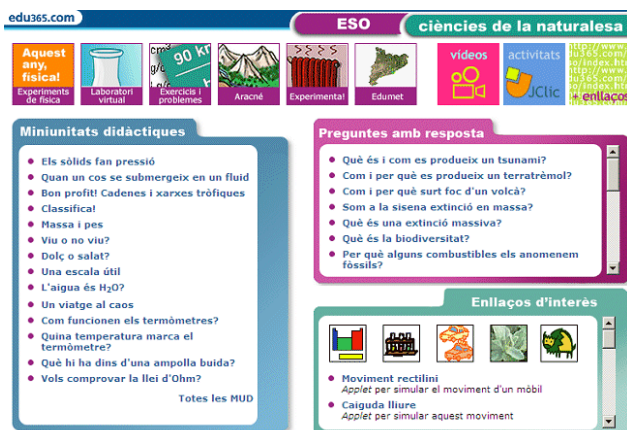 edu365.com
ESO
ciències de la naturalesa
Aquest
any,
física!
Experiments
de física
Laboratori
virtual
90 km
Exercicis i
problemes
Aracné
Experimenta!
Edumet
vídeos
activitats
JClic
+ enllaços
Miniunitats didàctiques
Els sòlids fan pressió
Quan un cos se submergeix en un fluid
Bon profit! Cadenes i xarxes tròfiques
Classifica!
Massa i pes
Viu o no viu?
Dolç o salat?
Una escala útil
L'aigua és H₂O?
Un viatge al caos
Com funcionen els termòmetres?
Quina temperatura marca el
termòmetre?
Què hi ha dins d'una ampolla buida?
Vols comprovar la llei d'Ohm?
Totes les MUD
Preguntes amb resposta
Què és i com es produeix un tsunami?
Com i per què es produeix un terratrèmol?
Com i per què surt foc d'un volcà?
Som a la sisena extinció en massa?
Què és una extinció massiva?
Què és la biodiversitat?
Per què alguns combustibles els anomenem
fòssils?
Enllaços d'interès
Moviment rectilini
Applet per simular el moviment d'un mòbil
Caiguda lliure
Applet per simular aquest moviment